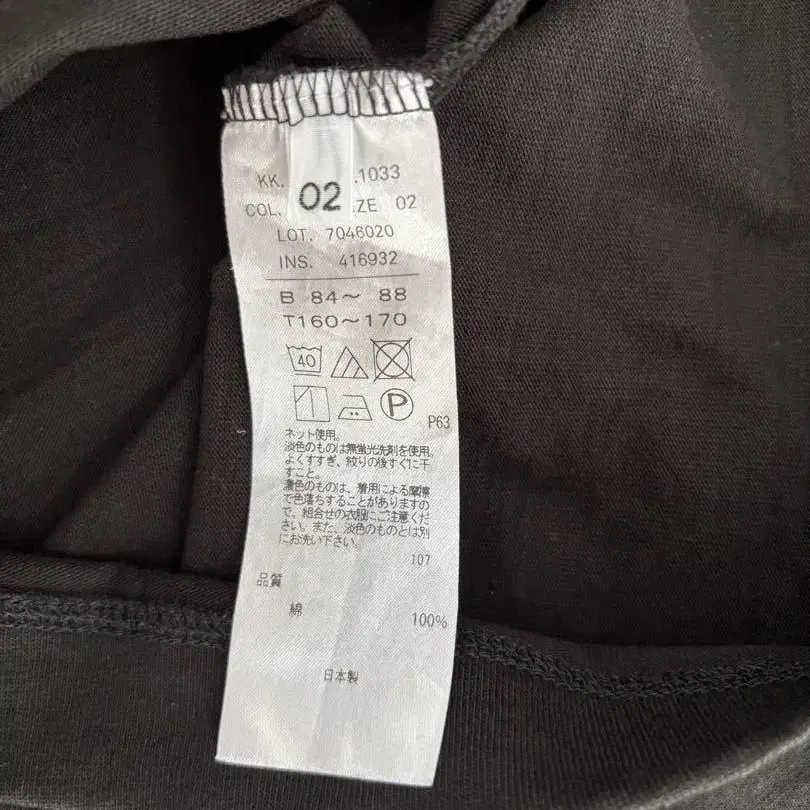 KK. .1033
COL. 02 .ZE 02
LOT. 7046020
INS. 416932
B 84～ 88
T160～170
40
P
P63
ネット使用。
淡色のものは無蛍光洗剤を使用。
よくすすぎ、絞りの後すぐに干
すこと。
濃色のものは、着用による摩擦
で色落ちすることがありますの
で、組合せの衣服にご注意くだ
さい。また、淡色のものとは別
にお洗い下さい。
107
品質
綿 100%
日本製